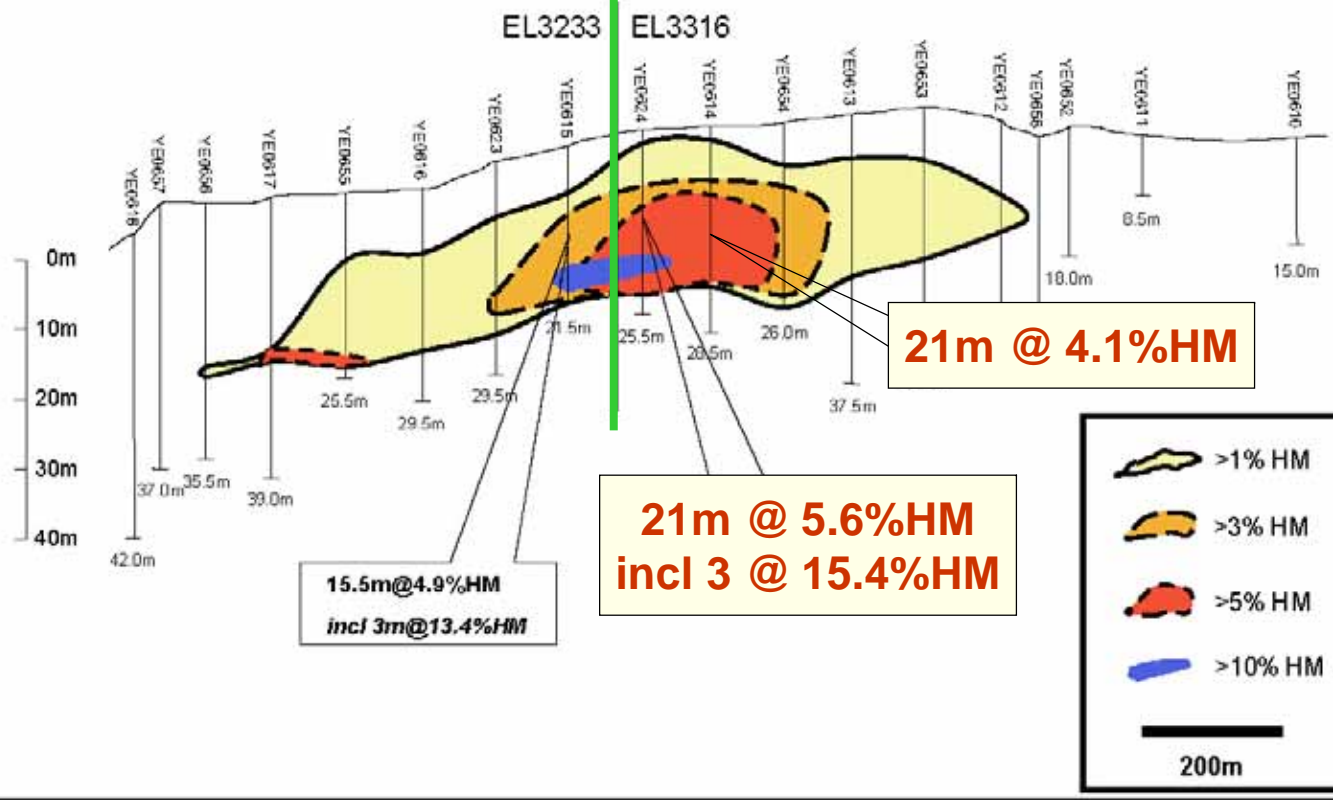 EL3233
EL3316
YE0618
YE0657
YE0656
YE0617
YE0655
YE0616
YE0623
YE0615
YE0624
YE0614
YE0654
YE0613
YE0653
YE0612
YE0658
YE0652
YE0611
YE0610
0m
10m
20m
30m
40m
42.0m
37.0m
35.5m
39.0m
25.5m
29.5m
29.5m
21.5m
25.5m
28.5m
26.0m
37.5m
18.0m
8.5m
15.0m
21m @ 4.1%HM
21m @ 5.6%HM
incl 3 @ 15.4%HM
15.5m@4.9%HM
incl 3m@13.4%HM
>1% HM
>3% HM
>5% HM
>10% HM
200m